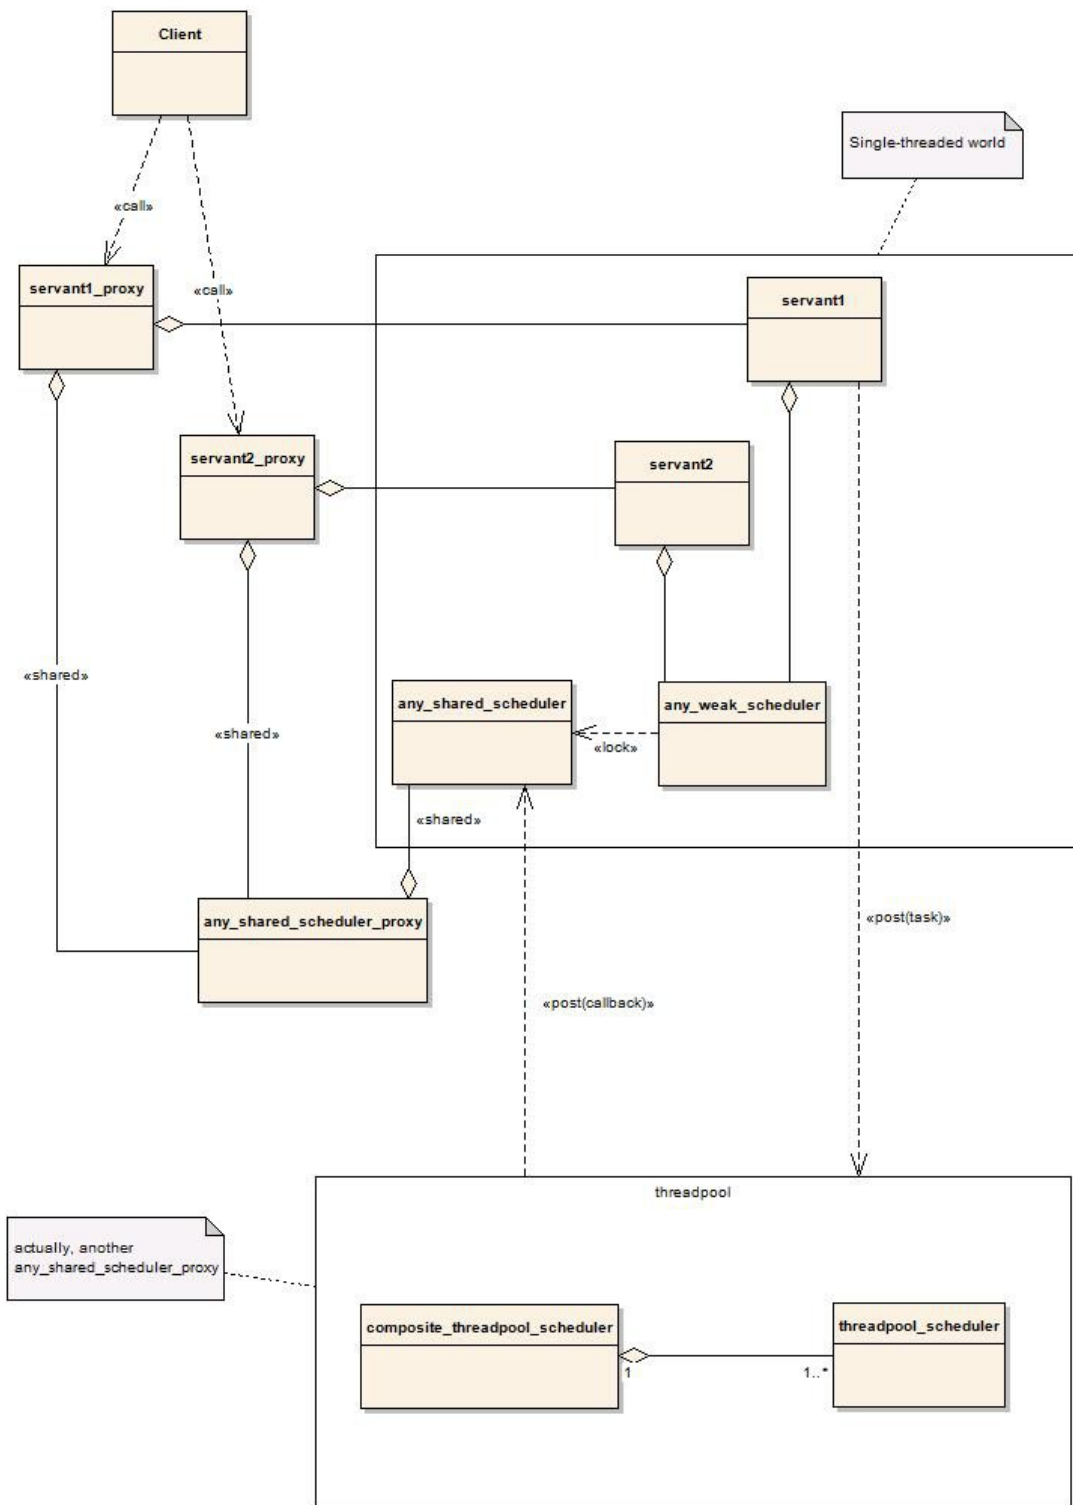 Client
Single-threaded world
«call»
servant1_proxy
«call»
servant1
servant2_proxy
servant2
«shared»
any_shared_scheduler
any_weak_scheduler
«shared»
«lock»
«shared»
any_shared_scheduler_proxy
«post(task)»
«post(callback)»
threadpool
actually, another
any_shared_scheduler_proxy
composite_threadpool_scheduler
threadpool_scheduler
1
1..*